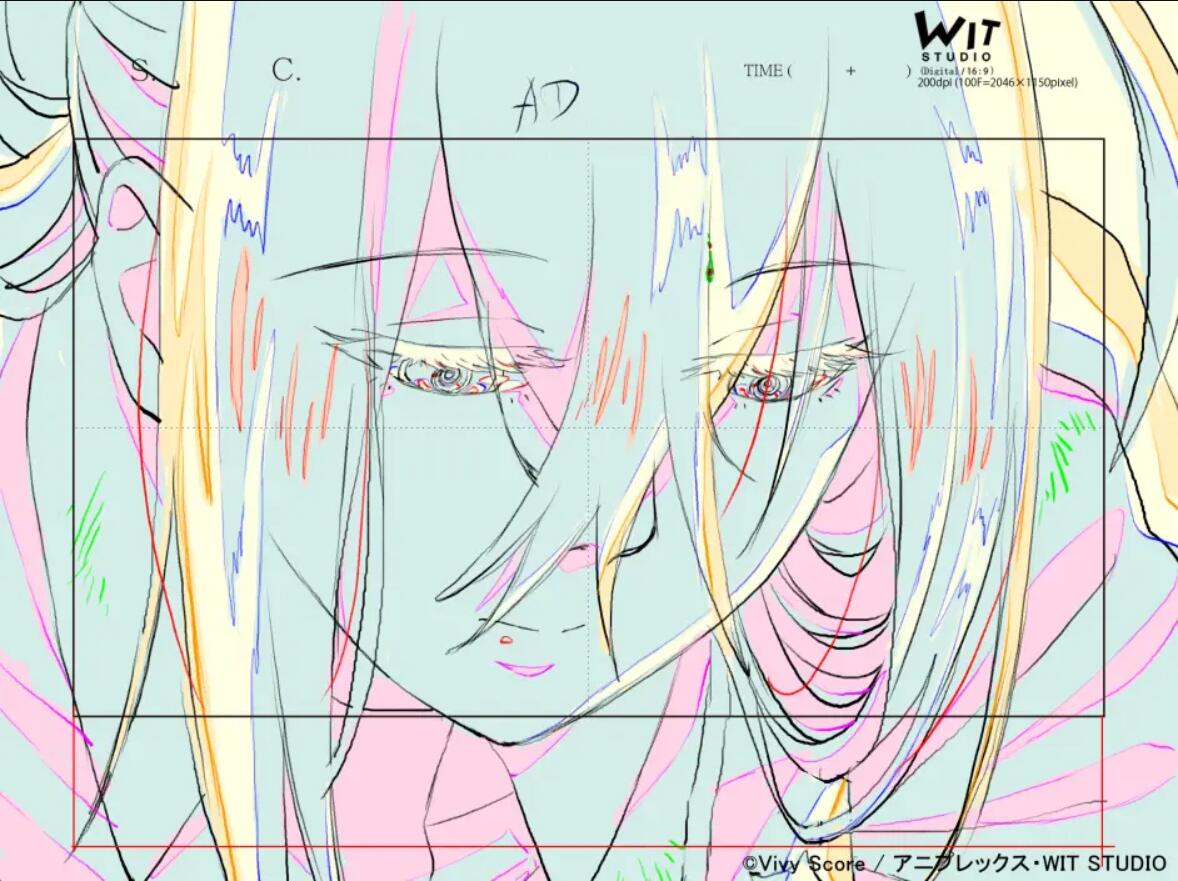 WIT
STUDIO
S. C. TIME ( + ) (Digital/16:9)
200dpi (100F=2046×1150pixel)
AD
©Vivy Score / アニプレックス・WIT STUDIO